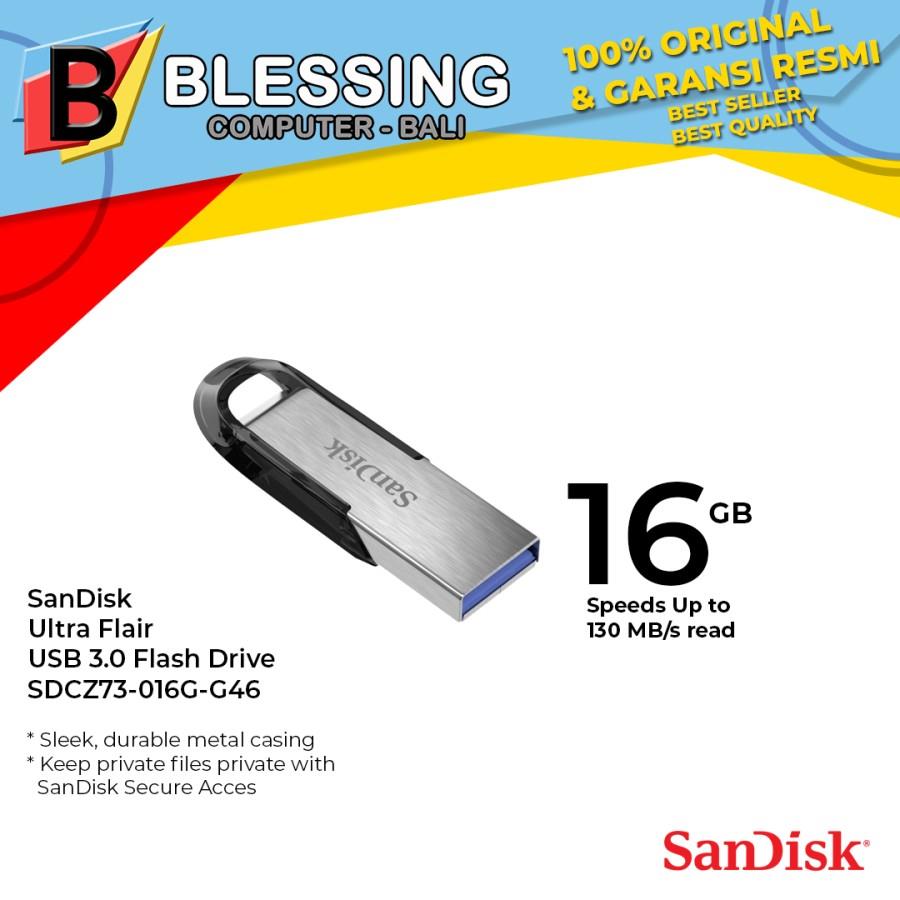 B BLESSING
COMPUTER - BALI
100% ORIGINAL
& GARANSI RESMI
BEST SELLER
BEST QUALITY
SanDisk
16 GB
Speeds Up to
130 MB/s read
SanDisk
Ultra Flair
USB 3.0 Flash Drive
SDCZ73-016G-G46
* Sleek, durable metal casing
* Keep private files private with
SanDisk Secure Acces
SanDisk®